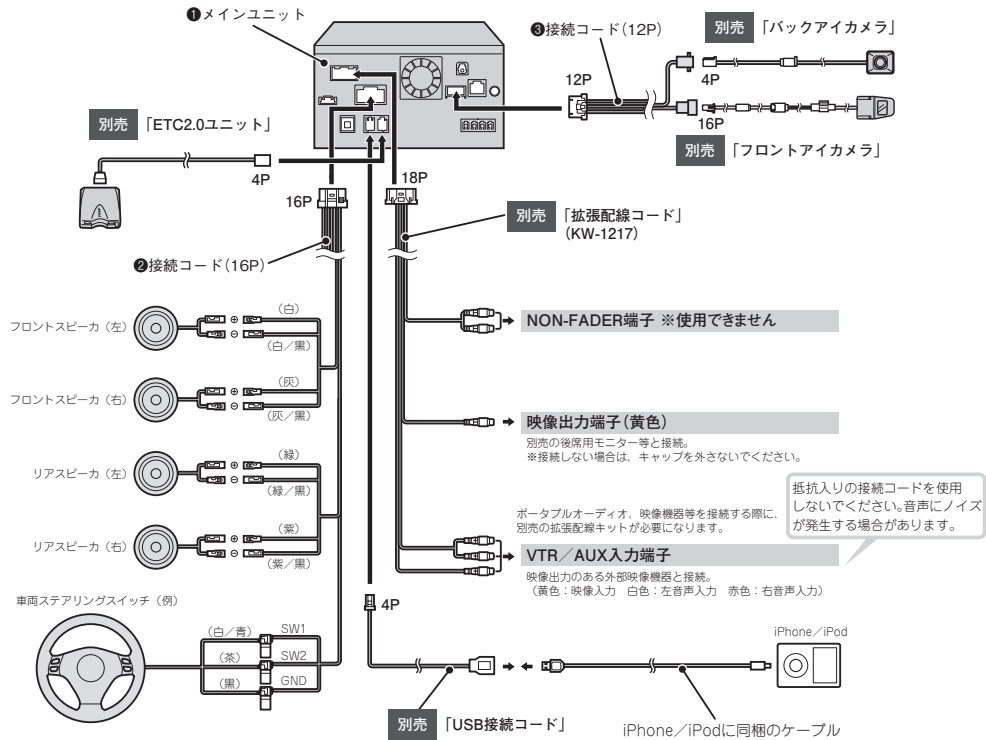 ❶メインユニット
❸接続コード(12P)
別売「バックアイカメラ」
12P
4P
16P
別売「フロントアイカメラ」
別売「ETC2.0ユニット」
4P
16P
18P
別売「拡張配線コード」
(KW-1217)
❷接続コード(16P)
フロントスピーカ（左）
（白）
⊕
⊖
（白／黒）
NON-FADER端子 ※使用できません
フロントスピーカ（右）
（灰）
⊕
⊖
（灰／黒）
映像出力端子(黄色)
別売の後席用モニター等と接続。
※接続しない場合は、キャップを外さないでください。
リアスピーカ（左）
（緑）
⊕
⊖
（緑／黒）
抵抗入りの接続コードを使用
しないでください。音声にノイズ
が発生する場合があります。
ポータブルオーディオ、映像機器等を接続する際に、
別売の拡張配線キットが必要になります。
リアスピーカ（右）
（紫）
⊕
⊖
（紫／黒）
VTR／AUX入力端子
映像出力のある外部映像機器と接続。
（黄色：映像入力　白色：左音声入力　赤色：右音声入力）
車両ステアリングスイッチ（例）
4P
（白／青） SW1
（茶） SW2
（黒） GND
iPhone／iPod
別売「USB接続コード」
iPhone／iPodに同梱のケーブル